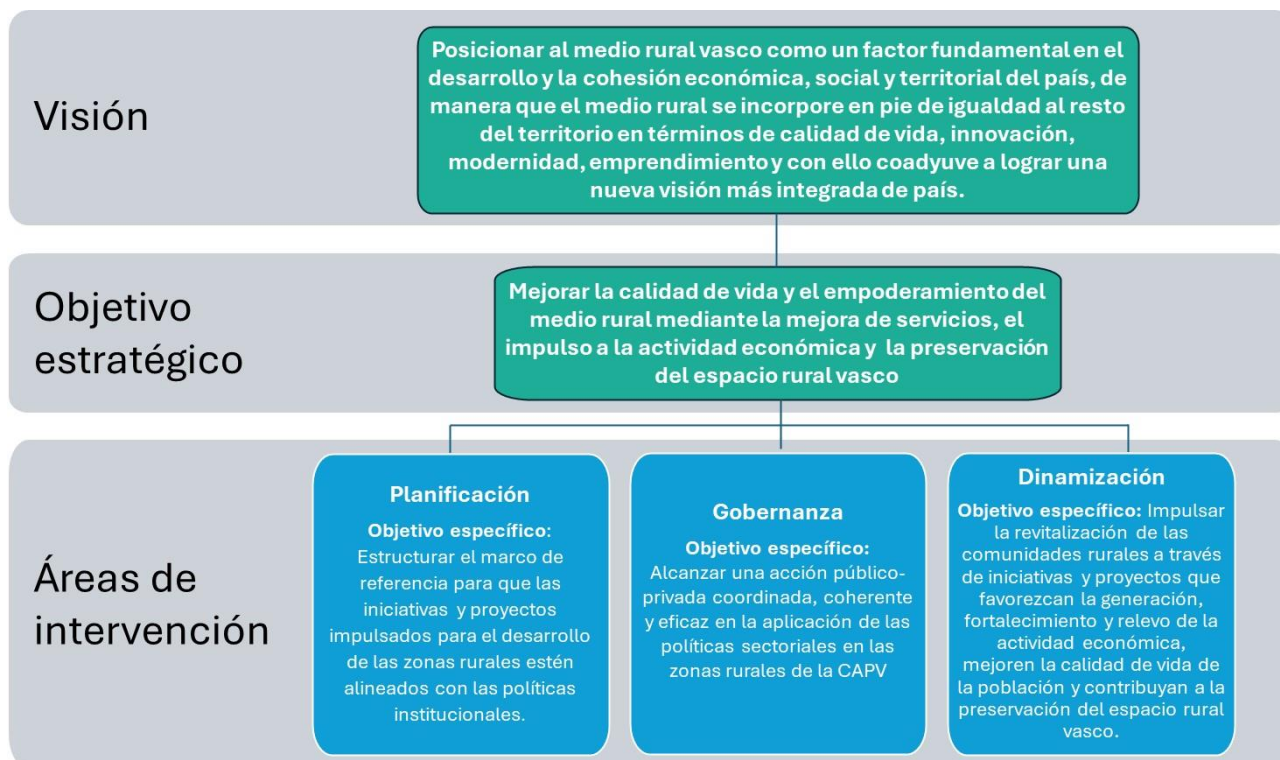 Visión
Posicionar al medio rural vasco como un factor fundamental en el
desarrollo y la cohesión económica, social y territorial del país, de
manera que el medio rural se incorpore en pie de igualdad al resto
del territorio en términos de calidad de vida, innovación,
modernidad, emprendimiento y con ello coadyuve a lograr una
nueva visión más integrada de país.
Objetivo
estratégico
Mejorar la calidad de vida y el empoderamiento del
medio rural mediante la mejora de servicios, el
impulso a la actividad económica y la preservación
del espacio rural vasco
Áreas de
intervención
Planificación
Objetivo específico:
Estructurar el marco de
referencia para que las
iniciativas y proyectos
impulsados para el desarrollo
de las zonas rurales estén
alineados con las políticas
institucionales.
Gobernanza
Objetivo específico:
Alcanzar una acción público-
privada coordinada, coherente
y eficaz en la aplicación de las
políticas sectoriales en las
zonas rurales de la CAPV
Dinamización
Objetivo específico: Impulsar
la revitalización de las
comunidades rurales a través
de iniciativas y proyectos que
favorezcan la generación,
fortalecimiento y relevo de la
actividad económica,
mejoren la calidad de vida de
la población y contribuyan a la
preservación del espacio rural
vasco.